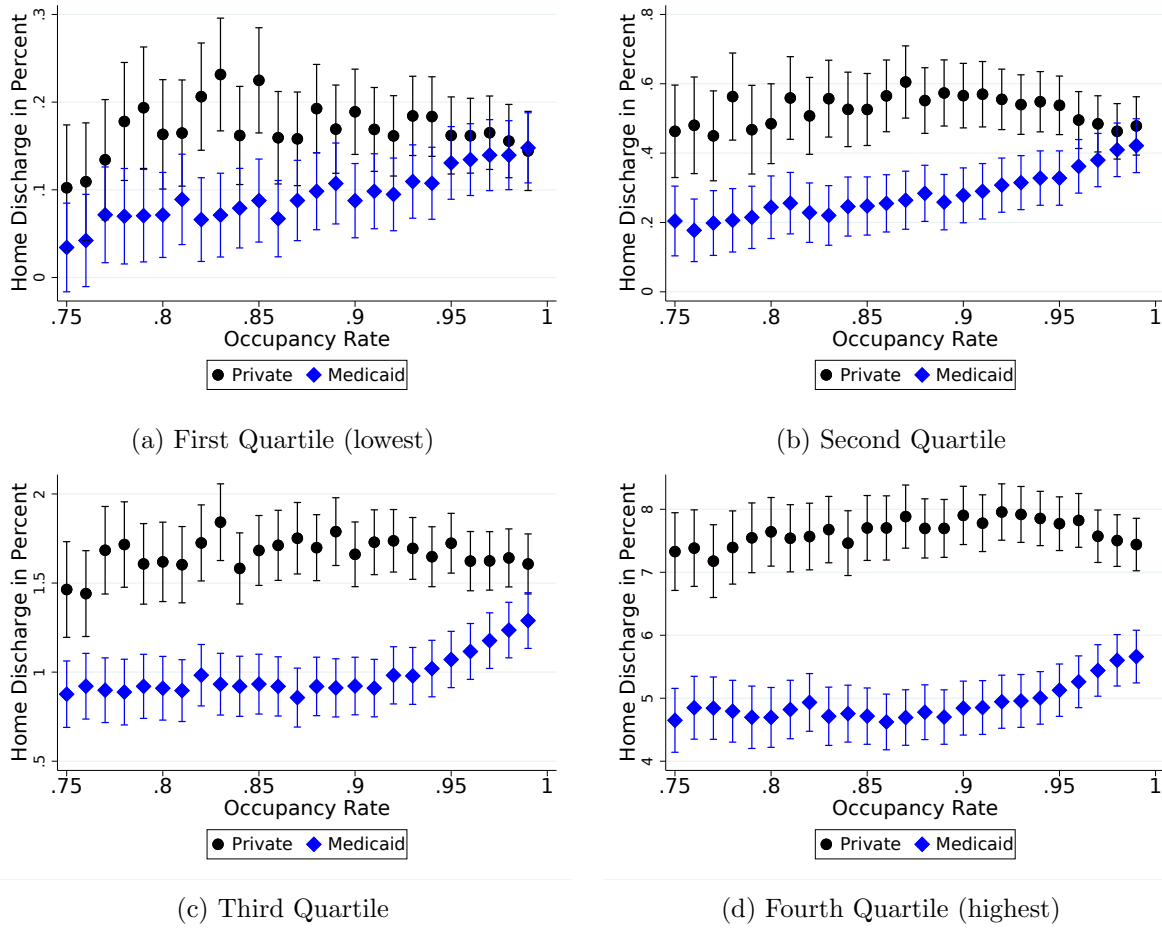 Home Discharge in Percent
.3
.2
.1
0
.75 .8 .85 .9 .95 1
Occupancy Rate
Private Medicaid
(a) First Quartile (lowest)
Home Discharge in Percent
.8
.6
.4
.2
0
.75 .8 .85 .9 .95 1
Occupancy Rate
Private Medicaid
(b) Second Quartile
Home Discharge in Percent
2
1.5
1
.5
.75 .8 .85 .9 .95 1
Occupancy Rate
Private Medicaid
(c) Third Quartile
Home Discharge in Percent
8
7
6
5
4
.75 .8 .85 .9 .95 1
Occupancy Rate
Private Medicaid
(d) Fourth Quartile (highest)